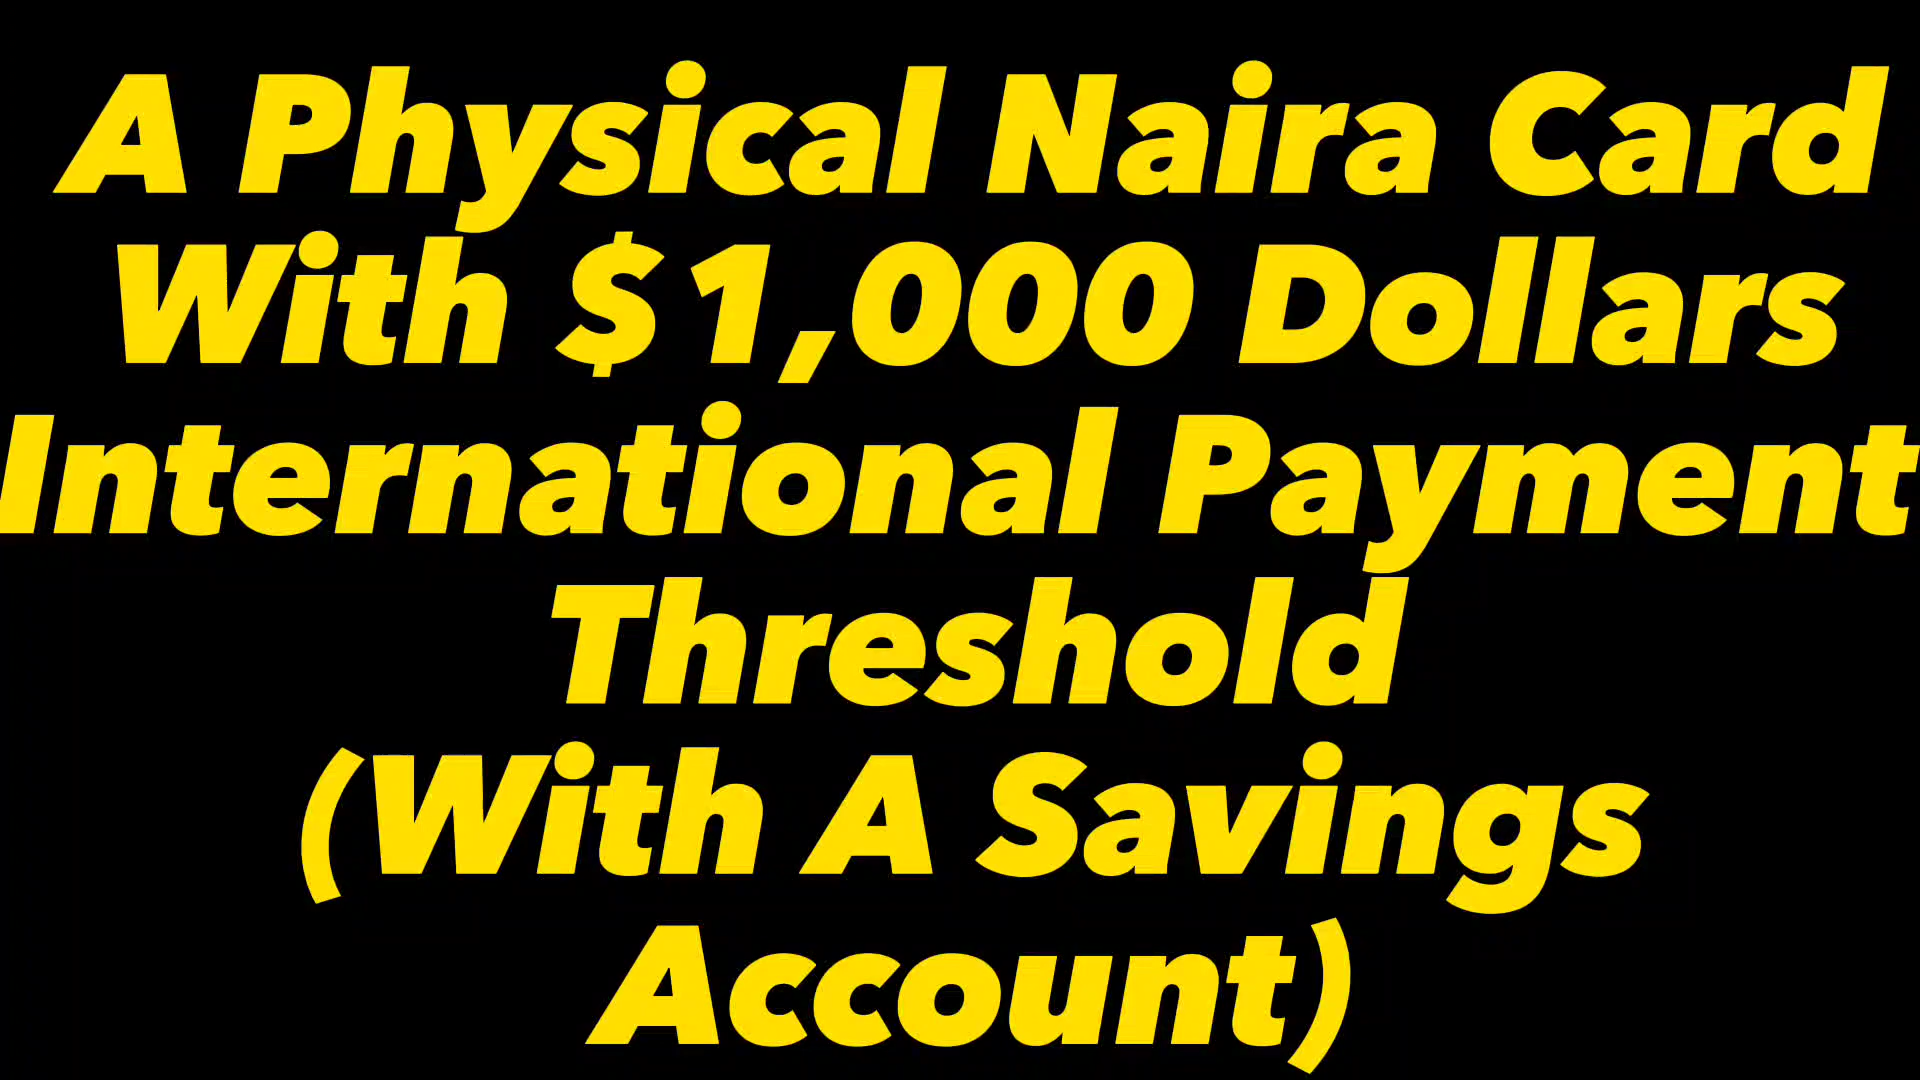 A Physical Naira Card
With $1,000 Dollars
International Payment
Threshold
(With A Savings
Account)